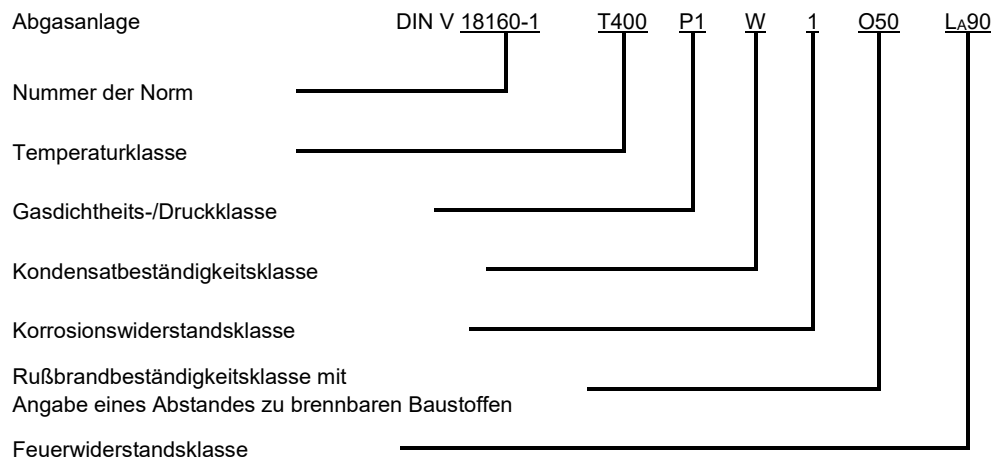 Abgasanlage DIN V 18160-1 T400 P1 W 1 O50 LA90
Nummer der Norm
Temperaturklasse
Gasdichtheits-/Druckklasse
Kondensatbeständigkeitsklasse
Korrosionswiderstandsklasse
Rußbrandbeständigkeitsklasse mit
Angabe eines Abstandes zu brennbaren Baustoffen
Feuerwiderstandsklasse